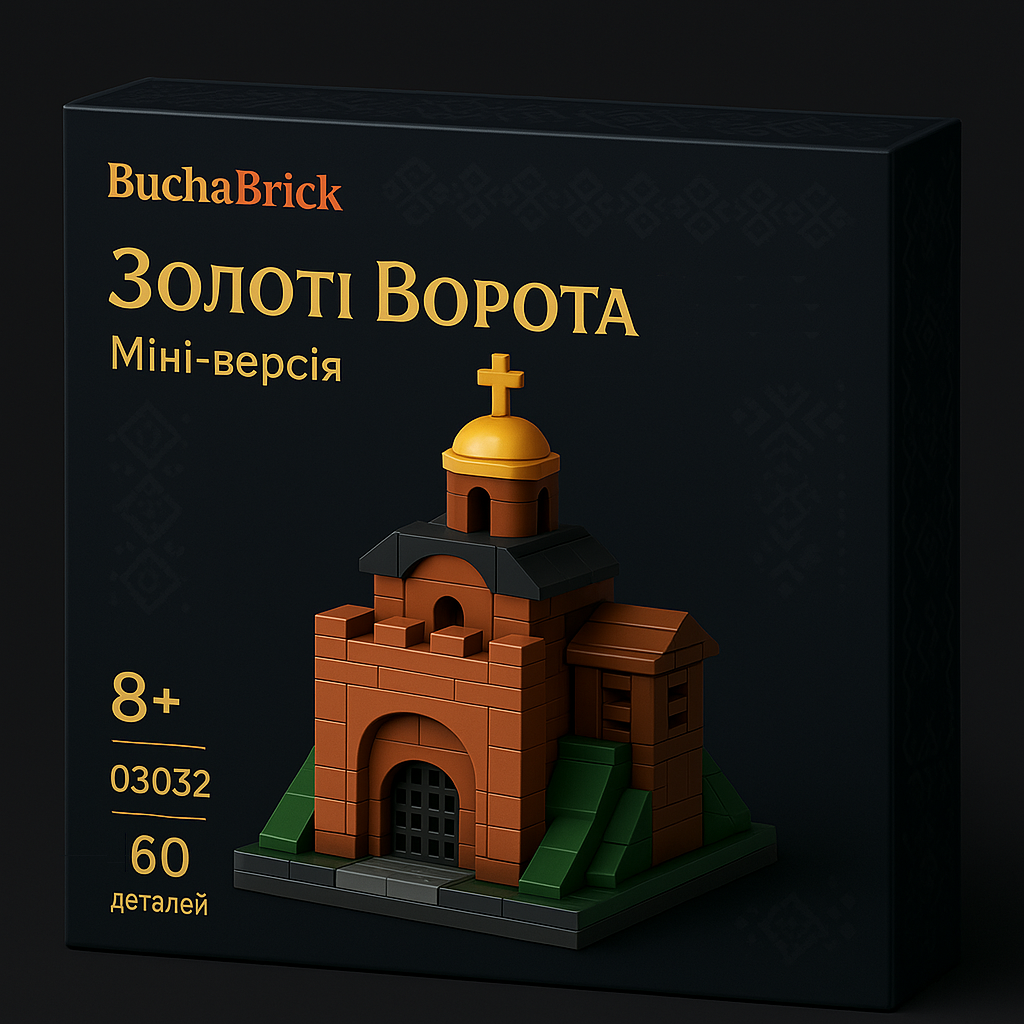 BuchaBrick
Золоті Ворота
Міні-версія
8+
03032
60
деталей